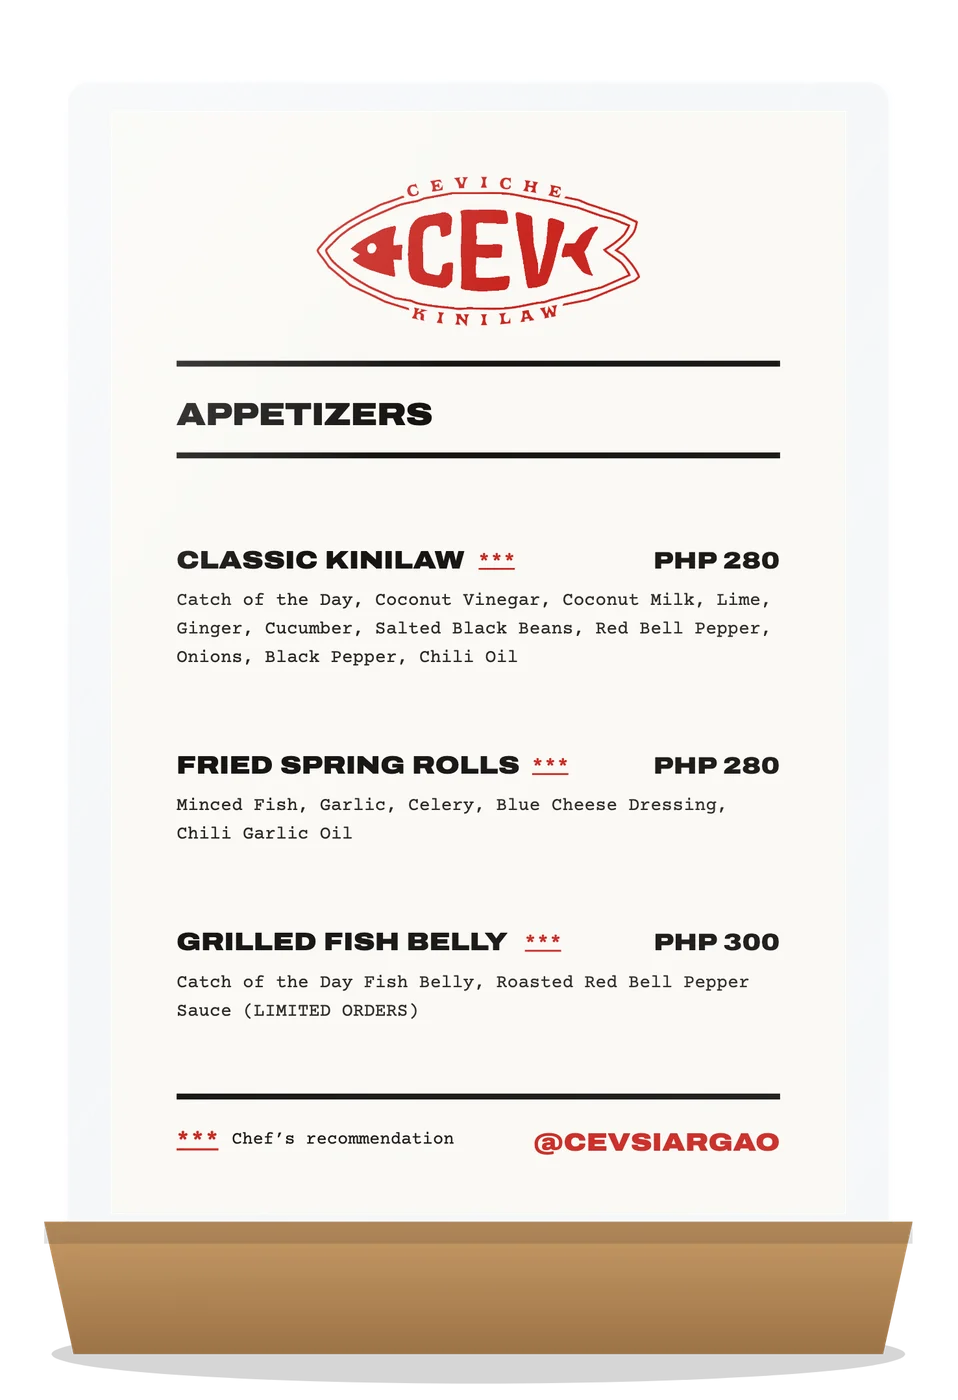 CEVICHE
CEV
KINILAW
APPETIZERS
CLASSIC KINILAW *** PHP 280
Catch of the Day, Coconut Vinegar, Coconut Milk, Lime,
Ginger, Cucumber, Salted Black Beans, Red Bell Pepper,
Onions, Black Pepper, Chili Oil
FRIED SPRING ROLLS *** PHP 280
Minced Fish, Garlic, Celery, Blue Cheese Dressing,
Chili Garlic Oil
GRILLED FISH BELLY *** PHP 300
Catch of the Day Fish Belly, Roasted Red Bell Pepper
Sauce (LIMITED ORDERS)
*** Chef’s recommendation @CEVSIARGAO